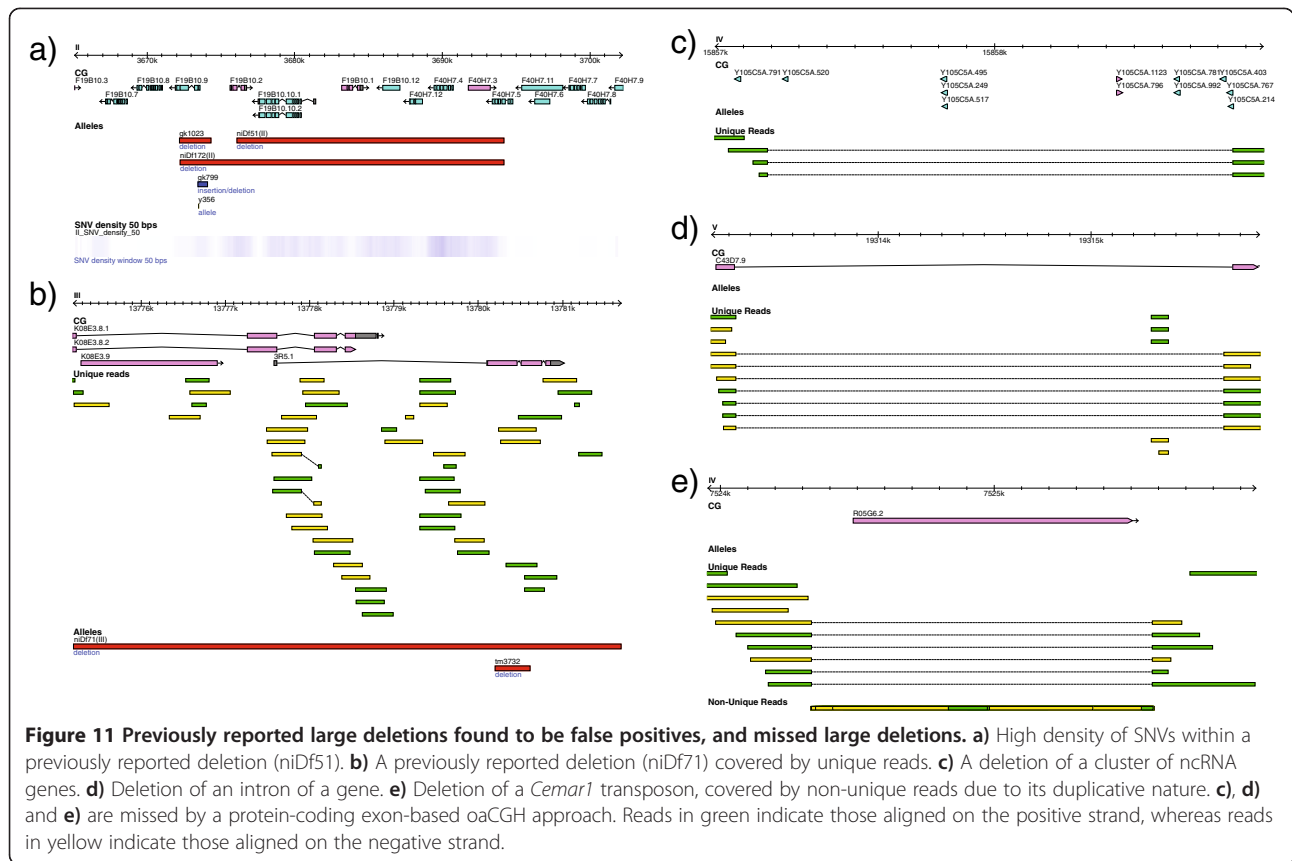 a)
II
3670k 3680k 3690k 3700k
CG
F19B10.3 F19B10.8 F19B10.9 F19B10.2 F19B10.1 F19B10.12 F40H7.4 F40H7.3 F40H7.11 F40H7.7 F40H7.9
F19B10.7 F19B10.10.1 F40H7.12 F40H7.5 F40H7.6 F40H7.8
F19B10.10.2
Alleles
gk1023 niDf51(II)
deletion deletion
niDf172(II)
deletion
gk799
insertion/deletion
y356
allele
SNV density 50 bps
II_SNV_density_50
SNV density window 50 bps
b)
III
13776k 13777k 13778k 13779k 13780k 13781k
CG
K08E3.8.1
K08E3.8.2
K08E3.9 3R5.1
Unique reads
Alleles
niDf71(III)
deletion
tm3732
deletion
c)
IV
15857k 15858k
CG
Y105C5A.791 Y105C5A.520 Y105C5A.495 Y105C5A.1123 Y105C5A.781 Y105C5A.403
Y105C5A.249 Y105C5A.796 Y105C5A.992 Y105C5A.767
Y105C5A.517 Y105C5A.214
Alleles
Unique Reads
d)
V
19314k 19315k
CG
C43D7.9
Alleles
Unique Reads
e)
IV
7524k 7525k
CG
R05G6.2
Alleles
Unique Reads
Non-Unique Reads
Figure 11 Previously reported large deletions found to be false positives, and missed large deletions. a) High density of SNVs within a
previously reported deletion (niDf51). b) A previously reported deletion (niDf71) covered by unique reads. c) A deletion of a cluster of ncRNA
genes. d) Deletion of an intron of a gene. e) Deletion of a Cemar1 transposon, covered by non-unique reads due to its duplicative nature. c), d)
and e) are missed by a protein-coding exon-based oaCGH approach. Reads in green indicate those aligned on the positive strand, whereas reads
in yellow indicate those aligned on the negative strand.